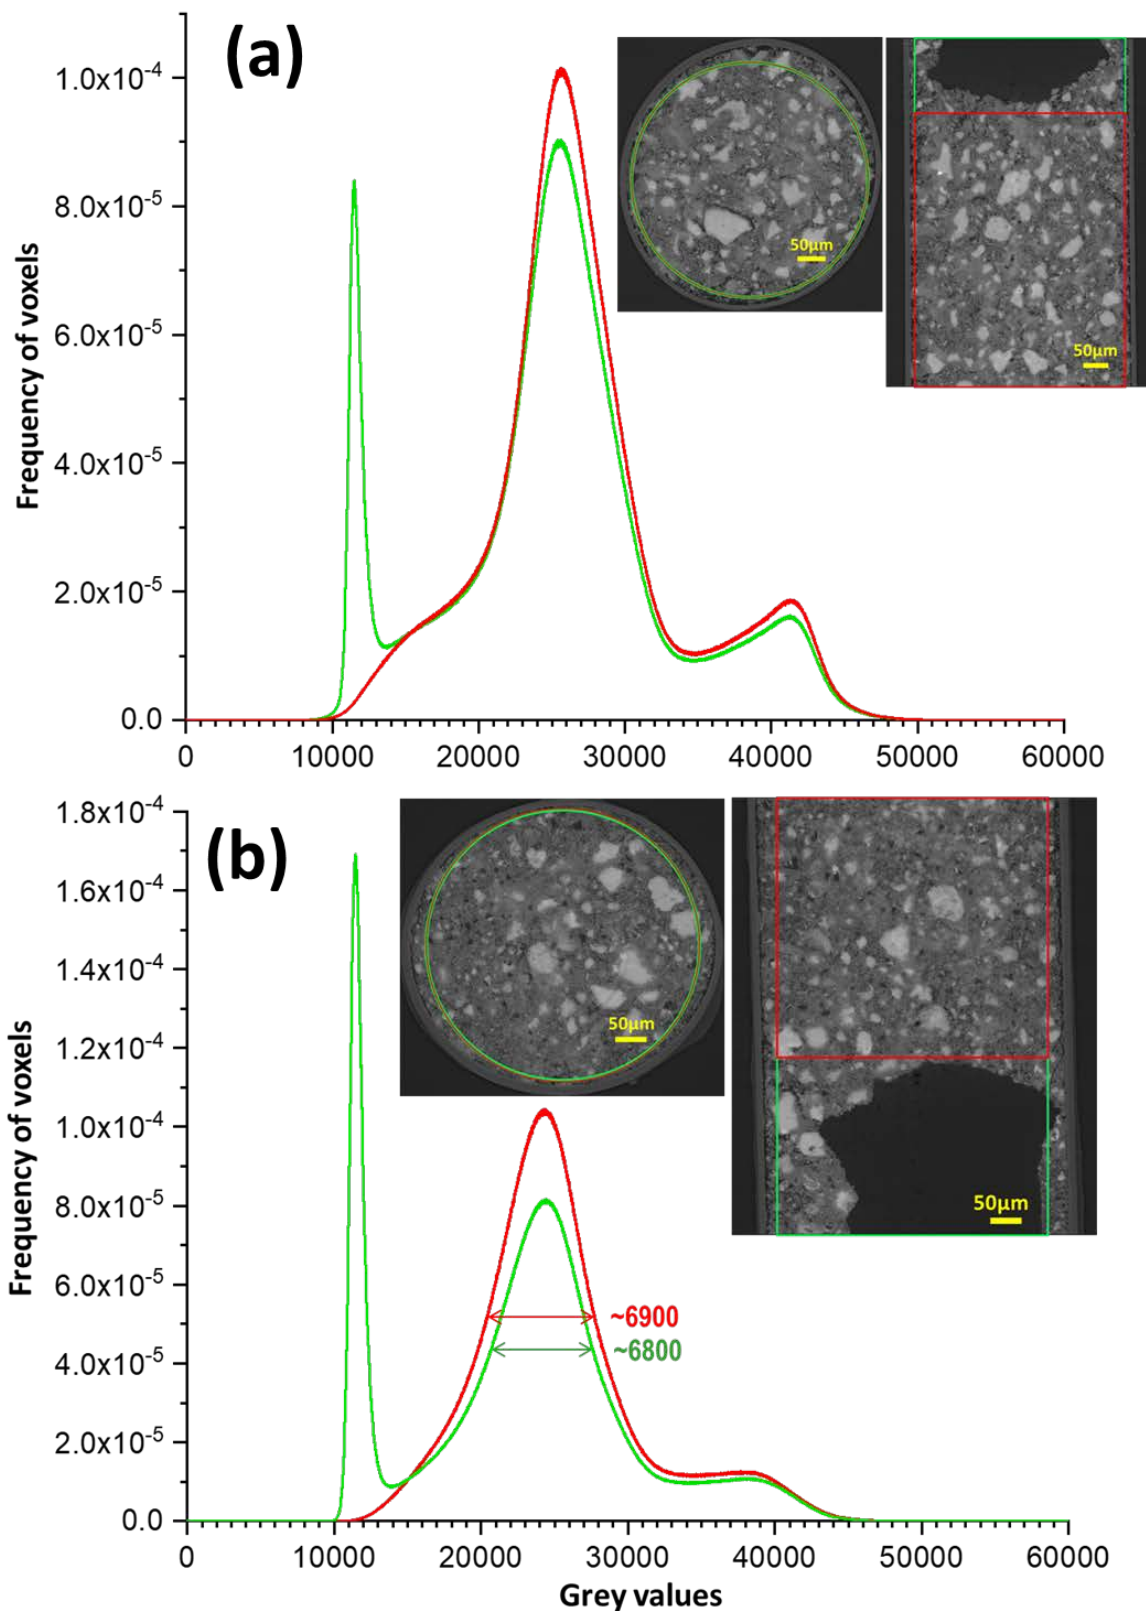 (a)
Frequency of voxels
1.0x10⁻⁴
8.0x10⁻⁵
6.0x10⁻⁵
4.0x10⁻⁵
2.0x10⁻⁵
0.0
0 10000 20000 30000 40000 50000 60000
50µm
50µm
(b)
Frequency of voxels
1.8x10⁻⁴
1.6x10⁻⁴
1.4x10⁻⁴
1.2x10⁻⁴
1.0x10⁻⁴
8.0x10⁻⁵
6.0x10⁻⁵
4.0x10⁻⁵
2.0x10⁻⁵
0.0
50µm
50µm
~6900
~6800
0 10000 20000 30000 40000 50000 60000
Grey values